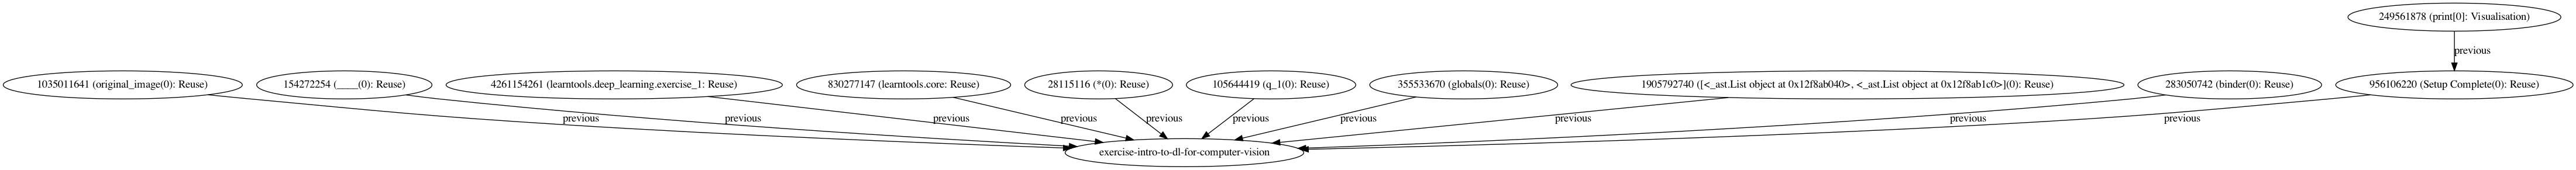 249561878 (print[0]: Visualisation)
previous
1035011641 (original_image(0): Reuse)
154272254 (____(0): Reuse)
4261154261 (learntools.deep_learning.exercise_1: Reuse)
830277147 (learntools.core: Reuse)
28115116 (*(0): Reuse)
105644419 (q_1(0): Reuse)
355533670 (globals(0): Reuse)
1905792740 ([<_ast.List object at 0x12f8ab040>, <_ast.List object at 0x12f8ab1c0>](0): Reuse)
283050742 (binder(0): Reuse)
956106220 (Setup Complete(0): Reuse)
previous
previous
previous
previous
previous
previous
previous
previous
previous
previous
exercise-intro-to-dl-for-computer-vision